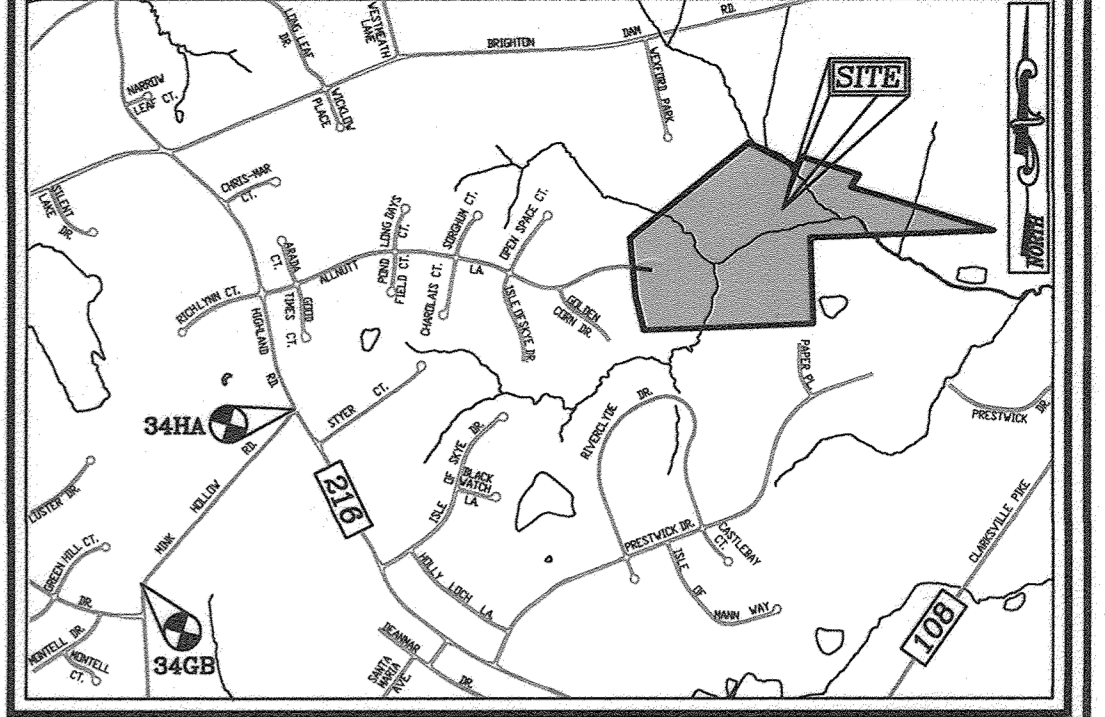 LONG LEAF
DR.
WESTHEATH
LANE
BRIGHTON
DAM
RD.
NARROW
LEAF CT.
WICKLOW
PLACE
WEXFORD PARK
SITE
SILENT
LAKE
DR.
CHRIS-MAR
CT.
NORTH
LONG DAYS
CT.
SORGHUM CT.
OPEN SPACE CT.
ARADA
CT.
ALLNUTT
LA.
POND
FIELD CT.
CHAROLAIS CT.
ISLE OF SKYE DR.
GOLDEN
CORN DR.
RICHLYNN CT.
HIGHLAND
RD.
GOOD
TIMES CT.
STYER CT.
34HA
PAPER PL.
PRESTWICK
DR.
RIVERCLYDE
DR.
216
ISLE
OF SKYE
DR.
BLACK
WATCH
LA.
LUSTER DR.
MINK
HOLLOW
RD.
GREEN HILL CT.
CLARKSVILLE PIKE
PRESTWICK DR.
CASTLEBAY
CT.
ISLE
OF
MANN WAY
HOLLY
LOCH
LA.
DR.
MONTELL DR.
MONTELL
CT.
34GB
108
DEANMAR
DR.
SANTA
MARIA
AVE.